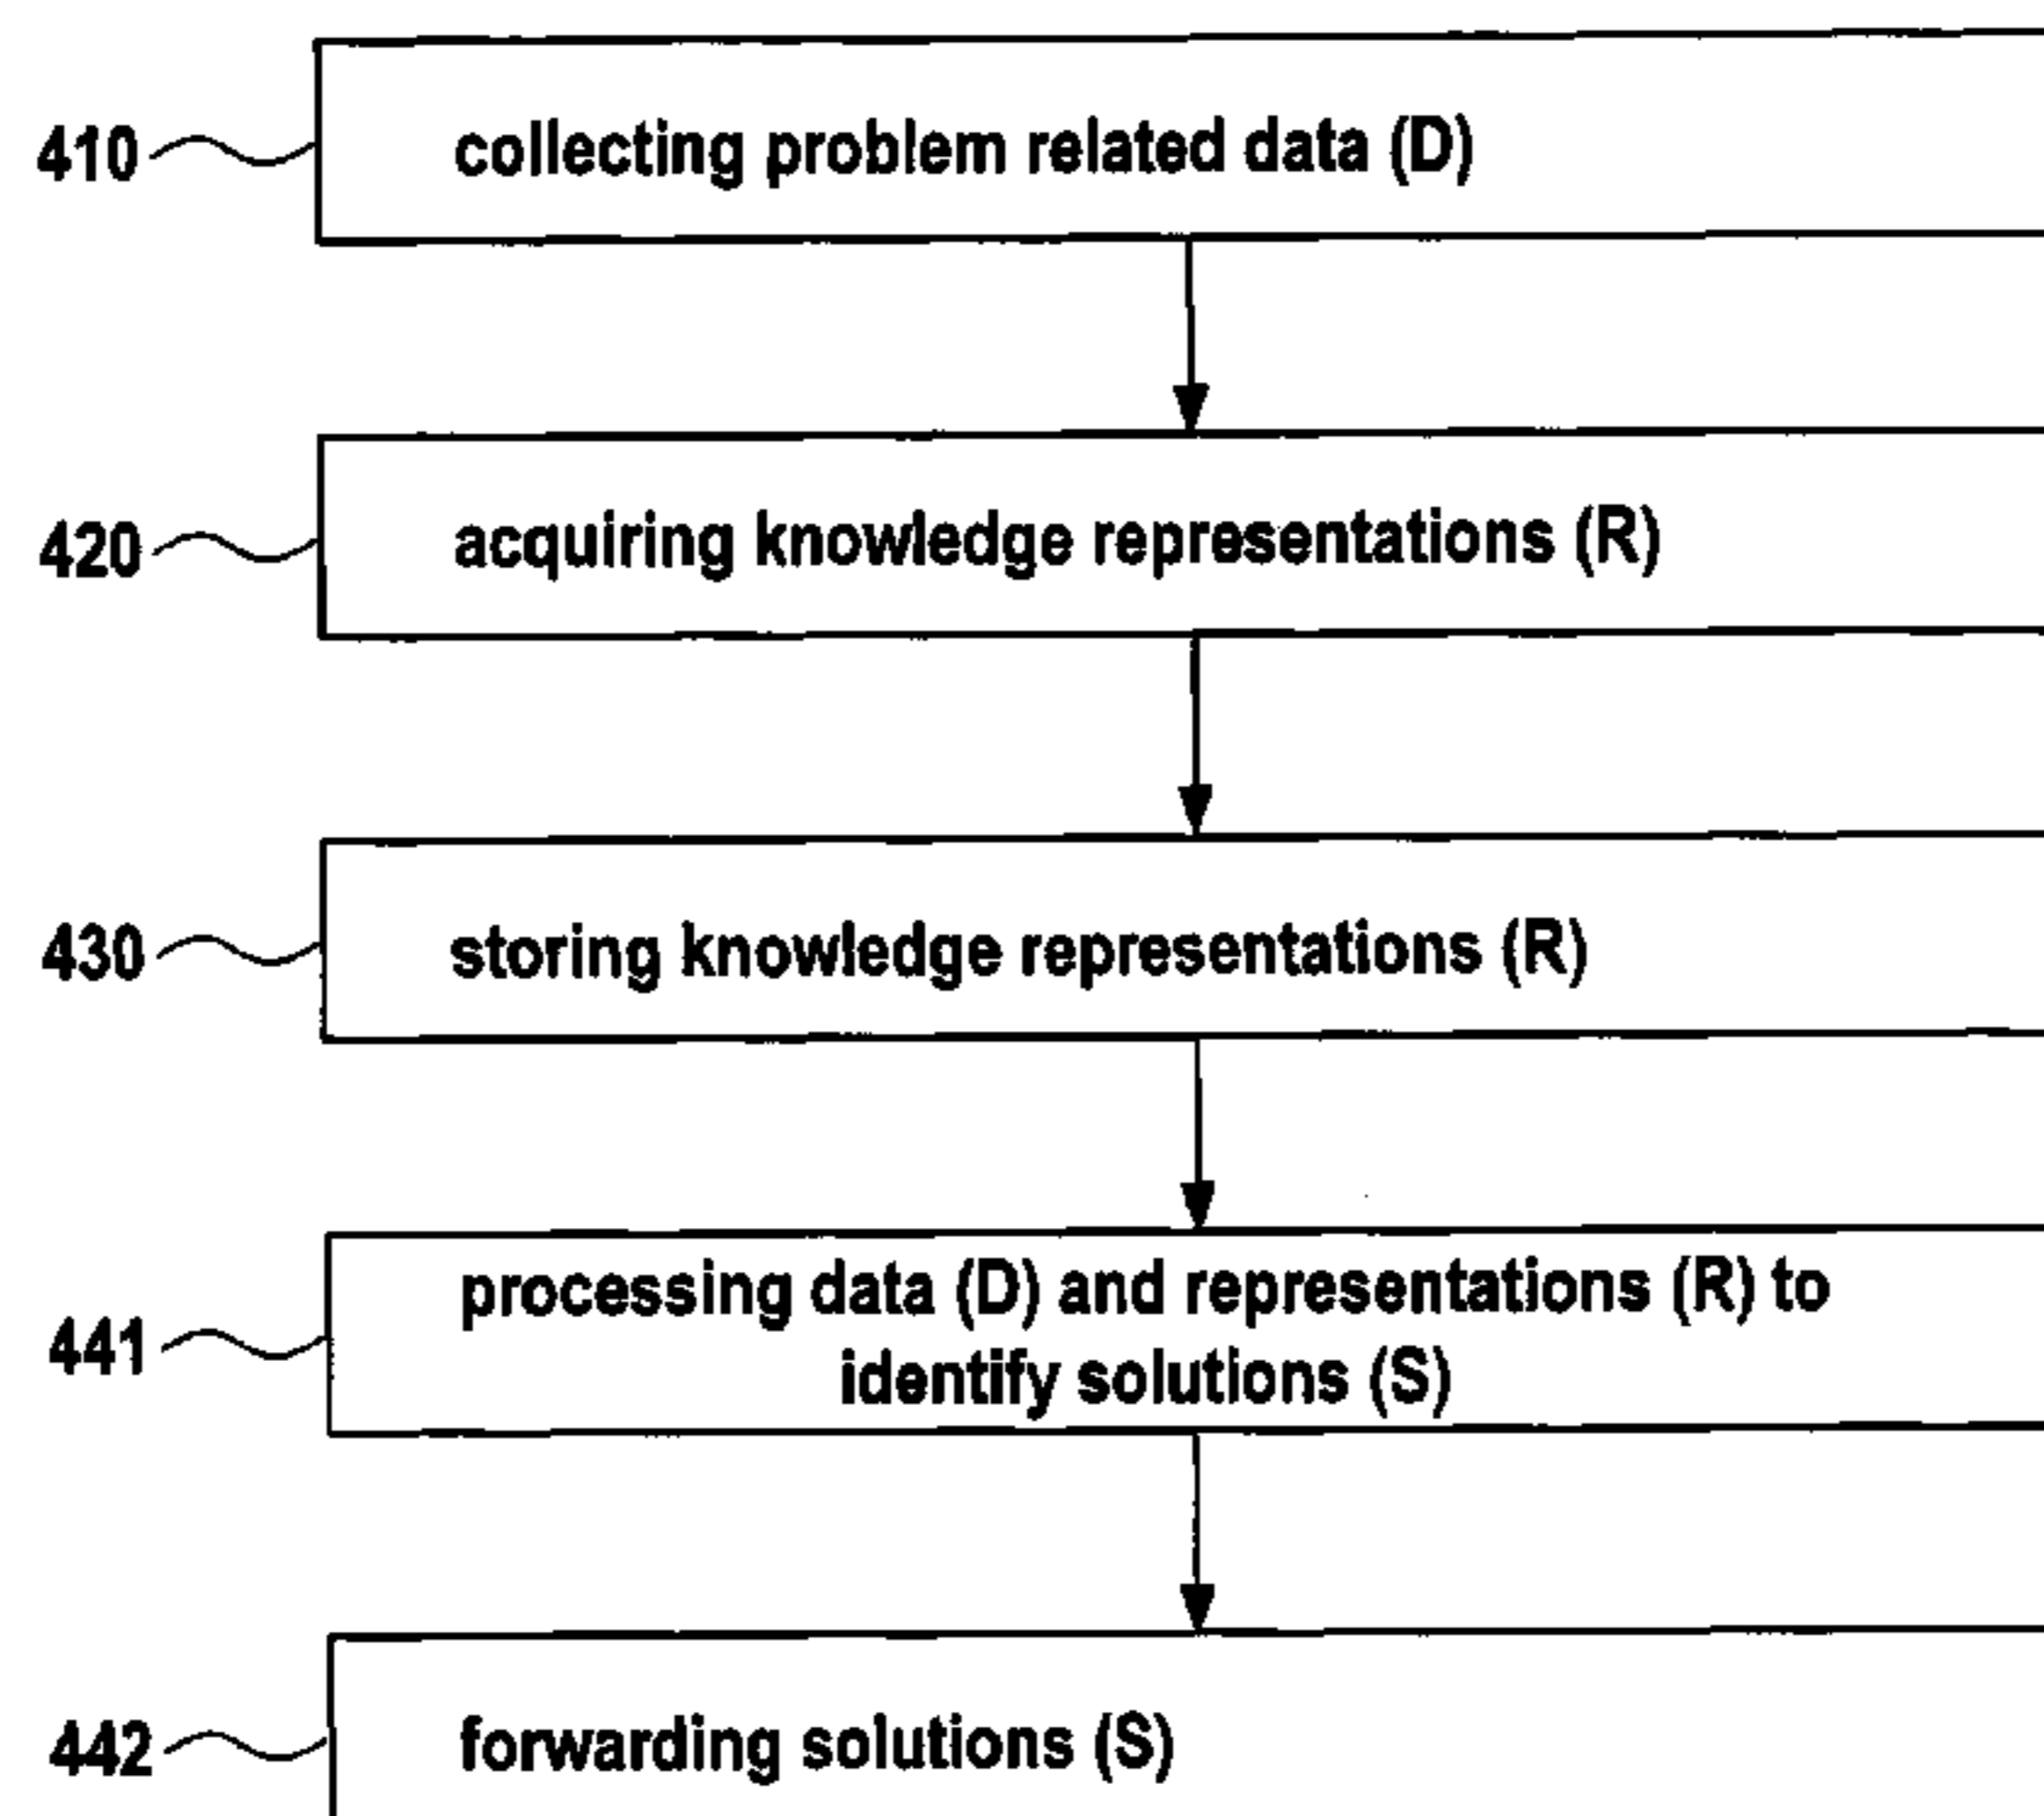 410 collecting problem related data (D)
420 acquiring knowledge representations (R)
430 storing knowledge representations (R)
441 processing data (D) and representations (R) to
identify solutions (S)
442 forwarding solutions (S)